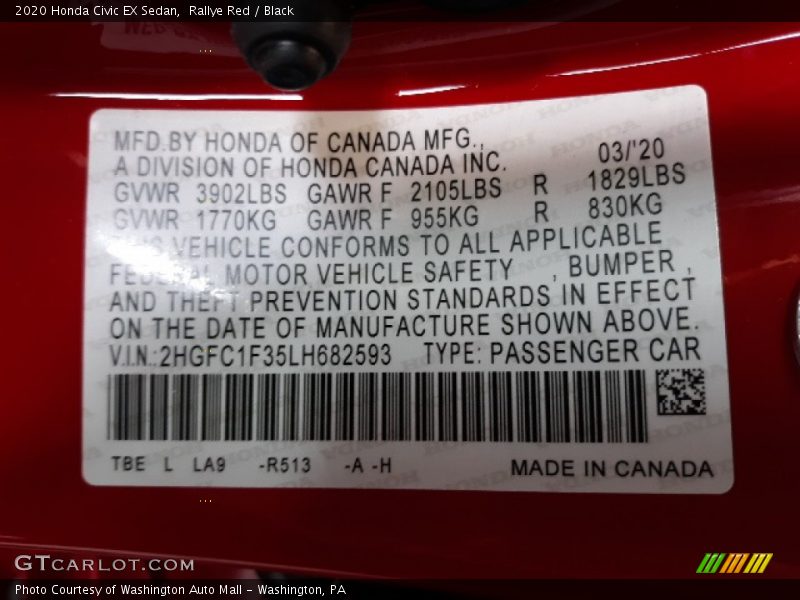 2020 Honda Civic EX Sedan,  Rallye Red / Black
MFD.BY HONDA OF CANADA MFG.,
A DIVISION OF HONDA CANADA INC. 03/'20
GVWR 3902LBS GAWR F 2105LBS R 1829LBS
GVWR 1770KG GAWR F 955KG R 830KG
VEHICLE CONFORMS TO ALL APPLICABLE
FEDERAL MOTOR VEHICLE SAFETY , BUMPER ,
AND THEFT PREVENTION STANDARDS IN EFFECT
ON THE DATE OF MANUFACTURE SHOWN ABOVE.
V.I.N.:2HGFC1F35LH682593 TYPE: PASSENGER CAR
TBE L LA9 -R513 -A -H MADE IN CANADA
GTCARLOT.COM
Photo Courtesy of Washington Auto Mall - Washington, PA